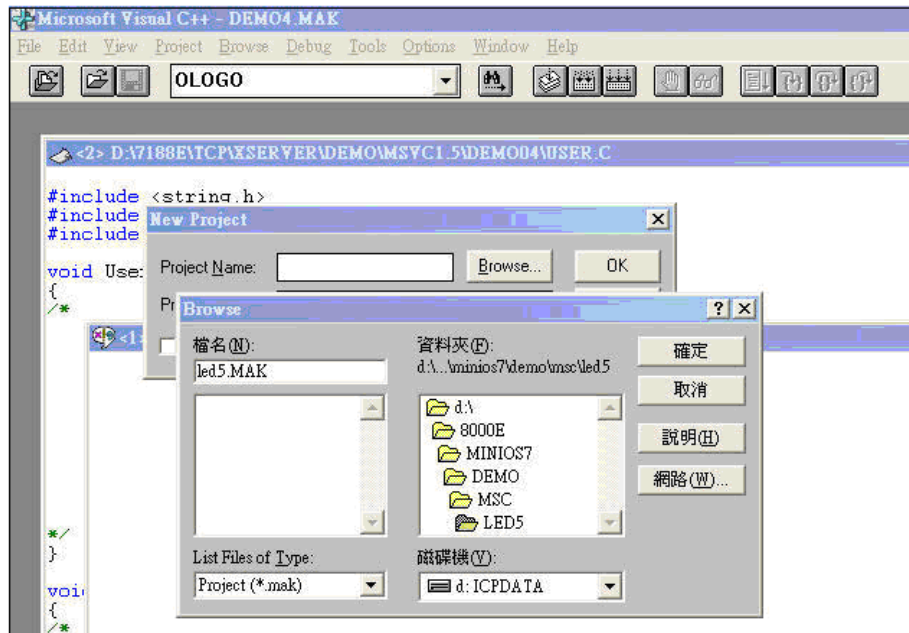 Microsoft Visual C++ - DEMO4.MAK
File Edit View Project Browse Debug Tools Options Window Help
OLOGO
<2> D:\7188E\TCP\XSERVER\DEMO\MSVC1.5\DEMO04\USER.C
#include <string.h>
#include
#include
New Project
Project Name:
Browse...
OK
void User
{
/*
Browse
<1>
檔名(N):
led5.MAK
資料夾(F):
d:\...\minios7\demo\msc\led5
d:\
8000E
MINIOS7
DEMO
MSC
LED5
確定
取消
說明(H)
網路(W)...
List Files of Type:
Project (*.mak)
磁碟機(V):
d: ICPDATA
*/
}
void
{
/*